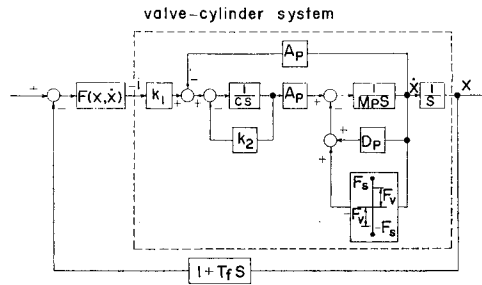 valve-cylinder system
A_P
+
F(x,ẋ)
i
k_1
−
+
+
−
1/CS
A_P
+
−
1/M_PS
ẋ
1/S
x
−
k_2
+
D_P
+
F_s
F_v
-F_v
-F_s
1+T_fS